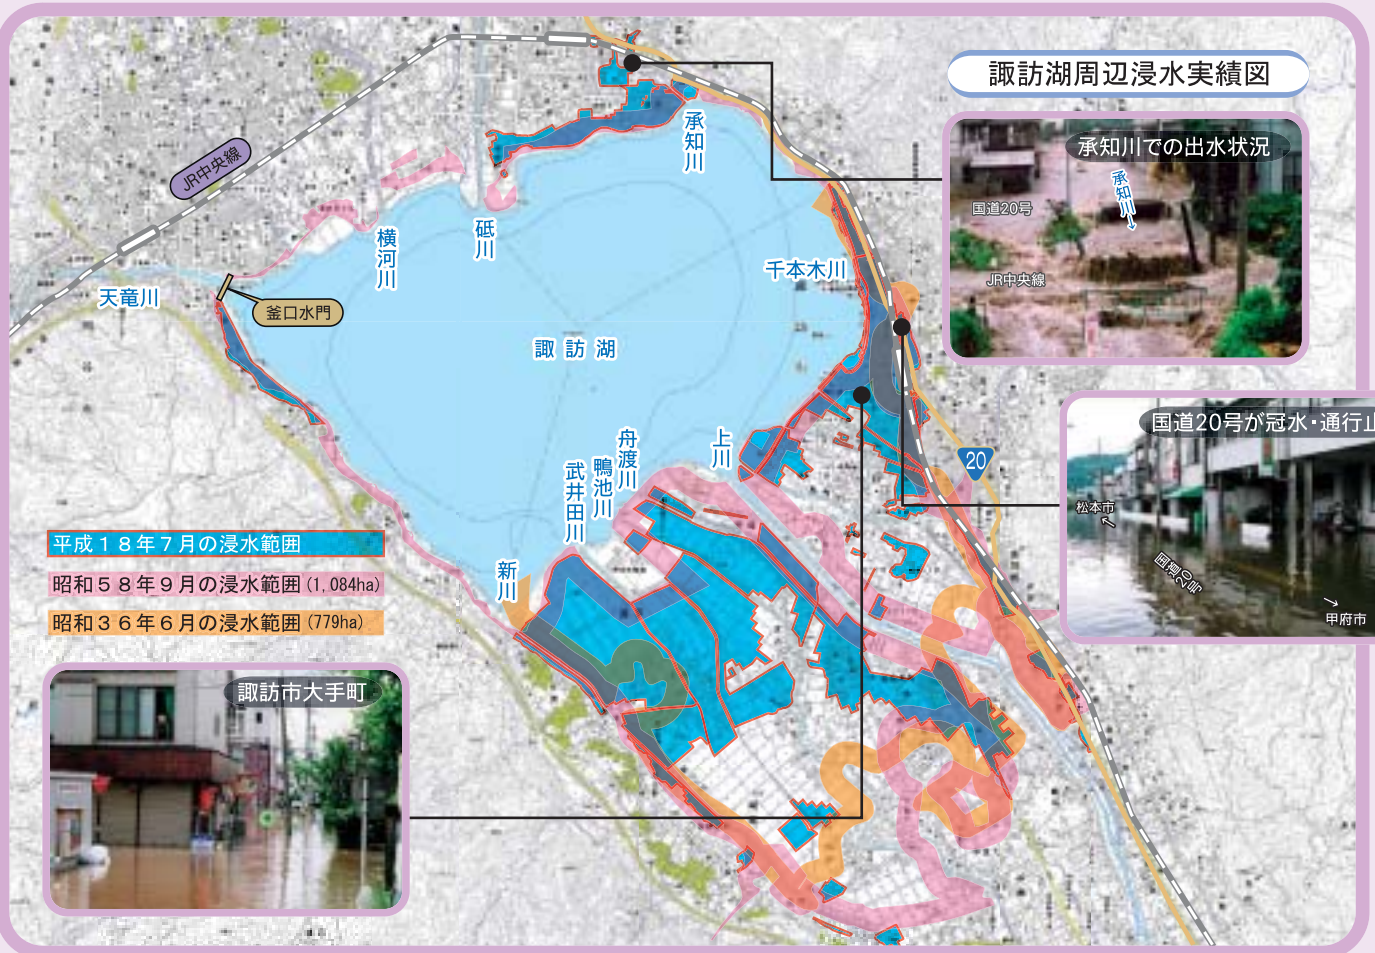 諏訪湖周辺浸水実績図
承知川での出水状況
承知川
国道20号
JR中央線
国道20号が冠水・通行止
松本市
国道20号
甲府市
20
JR中央線
天竜川
釜口水門
横河川
砥川
承知川
千本木川
諏訪湖
上川
舟渡川
鴨池川
武井田川
新川
平成18年7月の浸水範囲
昭和58年9月の浸水範囲(1,084ha)
昭和36年6月の浸水範囲(779ha)
諏訪市大手町